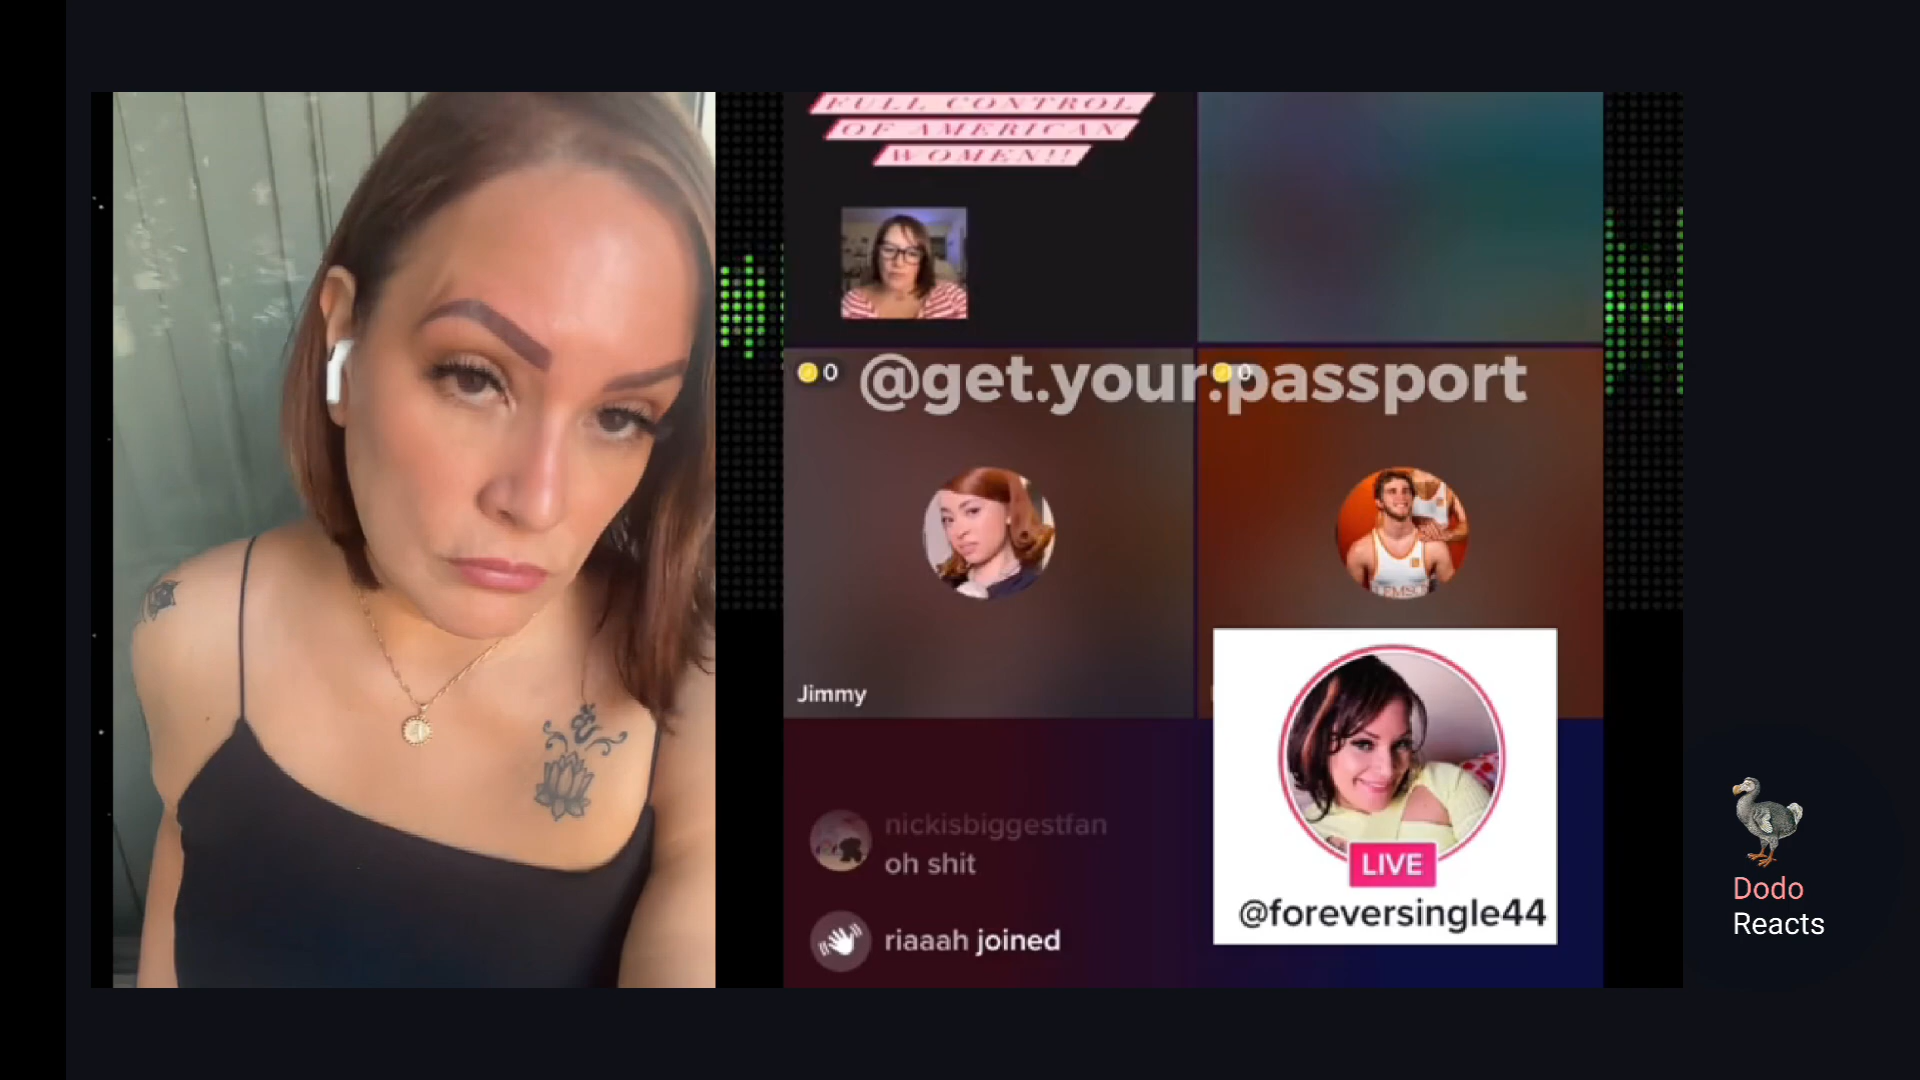 FULL CONTROL
OF AMERICAN
WOMEN!!
0
0
@get.your.passport
Jimmy
nickisbiggestfan
oh shit
riaaah joined
LIVE
@foreversingle44
Dodo
Reacts